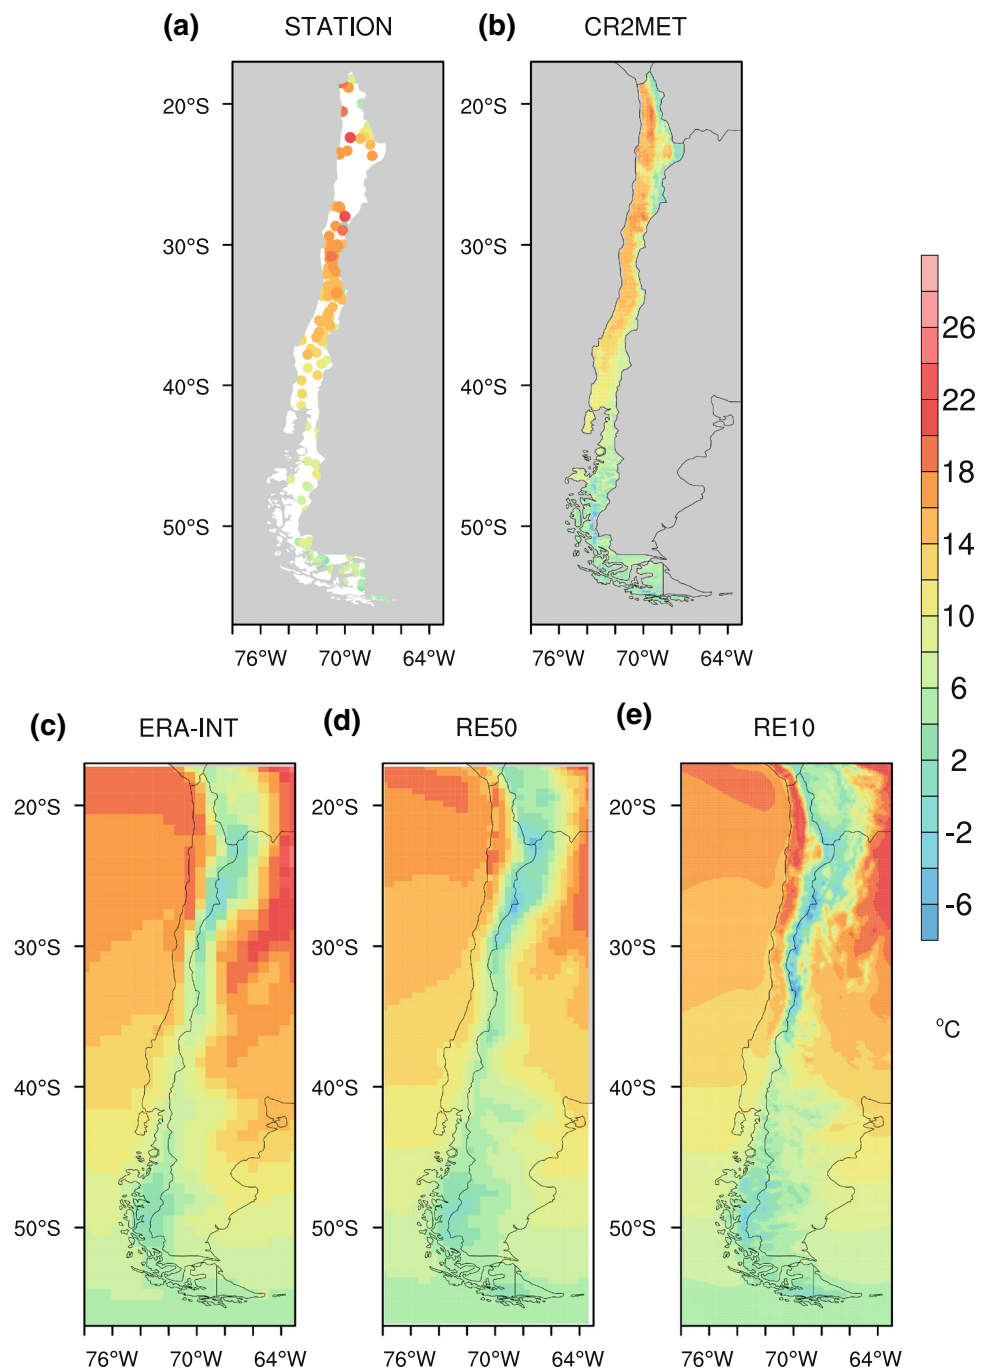 (a) STATION (b) CR2MET
20°S 20°S
30°S 30°S
40°S 40°S
50°S 50°S
76°W 70°W 64°W 76°W 70°W 64°W
26
22
18
14
10
6
2
-2
-6
°C
(c) ERA-INT (d) RE50 (e) RE10
20°S 20°S 20°S
30°S 30°S 30°S
40°S 40°S 40°S
50°S 50°S 50°S
76°W 70°W 64°W 76°W 70°W 64°W 76°W 70°W 64°W